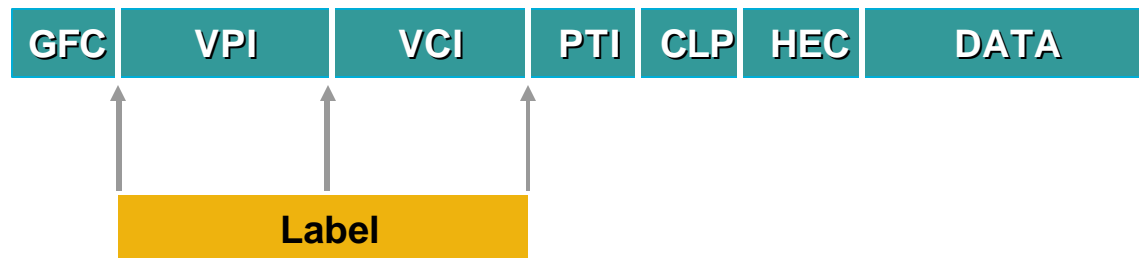 GFC VPI VCI PTI CLP HEC DATA
Label